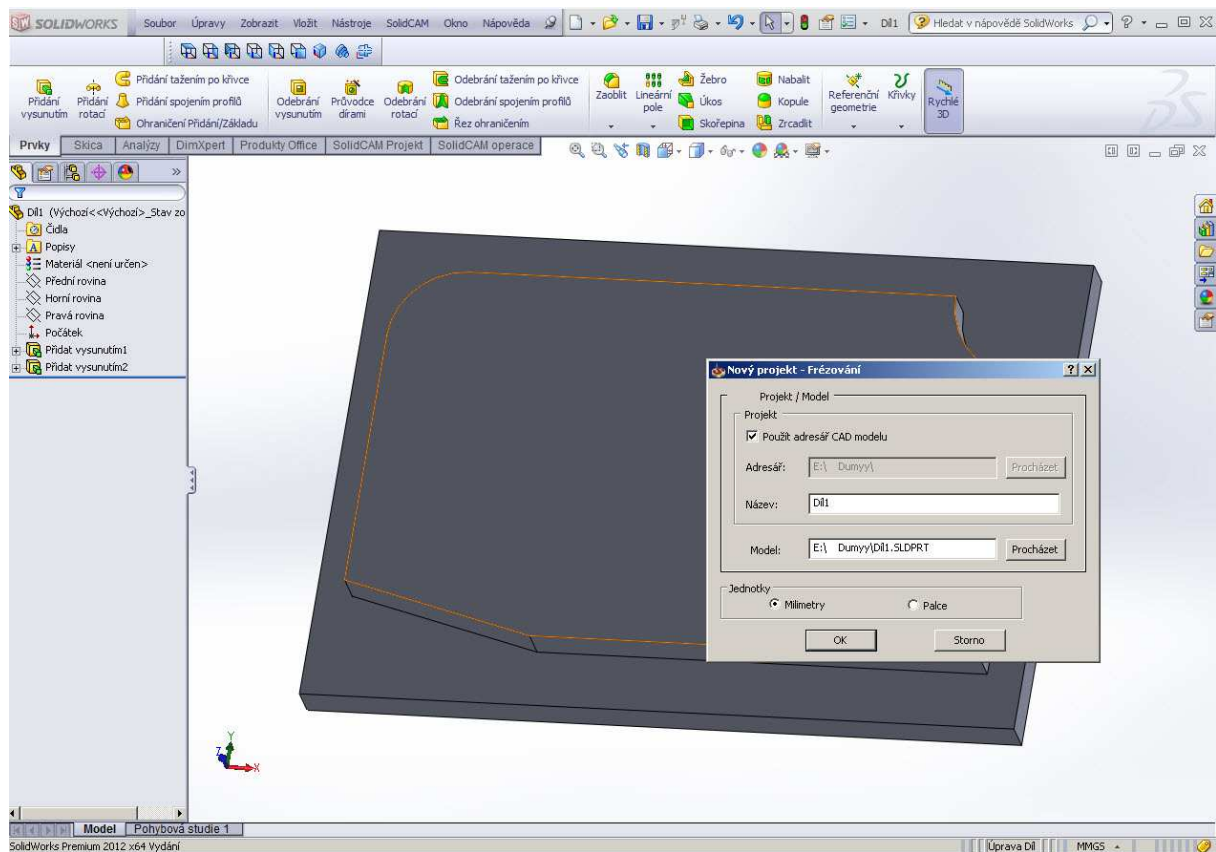 SOLIDWORKS Soubor Úpravy Zobrazit Vložit Nástroje SolidCAM Okno Nápověda Díl1 Hledat v nápovědě SolidWorks
Přidání vysunutím
Přidání rotací
Přidání tažením po křivce
Přidání spojením profilů
Ohraničení Přidání/Základu
Odebrání vysunutím
Průvodce dírami
Odebrání rotací
Odebrání tažením po křivce
Odebrání spojením profilů
Řez ohraničením
Zaoblit
Lineární pole
Žebro
Úkos
Skořepina
Nabalit
Kopule
Zrcadlit
Referenční geometrie
Křivky
Rychlé 3D
Prvky Skica Analýzy DimXpert Produkty Office SolidCAM Projekt SolidCAM operace
Díl1 (Výchozí<<Výchozí>_Stav zo
Čidla
Popisy
Materiál <není určen>
Přední rovina
Horní rovina
Pravá rovina
Počátek
Přidat vysunutím1
Přidat vysunutím2
Nový projekt - Frézování
Projekt / Model
Projekt
Použít adresář CAD modelu
Adresář: E:\ Dumyy\ Procházet
Název: Díl1
Model: E:\ Dumyy\Díl1.SLDPRT Procházet
Jednotky
Milimetry Palce
OK Storno
Y
Z
X
Model Pohybová studie 1
SolidWorks Premium 2012 x64 Vydání Úprava Díl MMGS